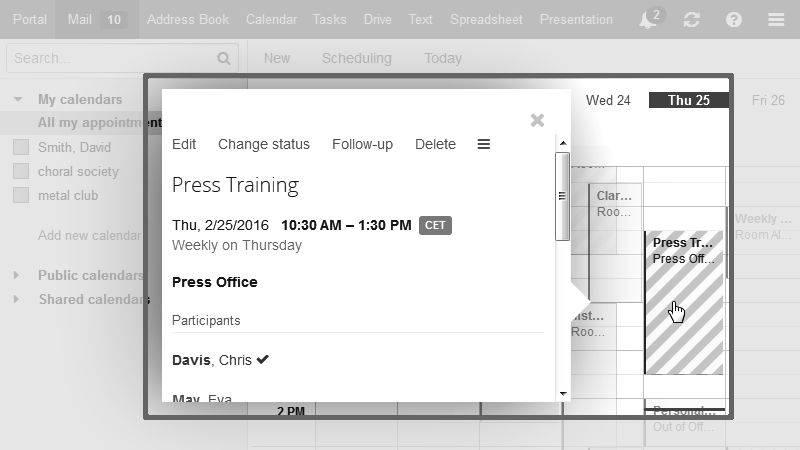 Portal Mail 10 Address Book Calendar Tasks Drive Text Spreadsheet Presentation 2
Search... New Scheduling Today
My calendars
All my appointment
Smith, David
choral society
metal club
Add new calendar
Public calendars
Shared calendars
Edit Change status Follow-up Delete
Press Training
Thu, 2/25/2016 10:30 AM – 1:30 PM CET
Weekly on Thursday
Press Office
Participants
Davis, Chris
May, Eva
Wed 24 Thu 25 Fri 26
Clar...
Roo...
Weekly ...
Room Al...
Press Tr...
Press Off...
Roo...
2 PM
Personal
Out of Off...